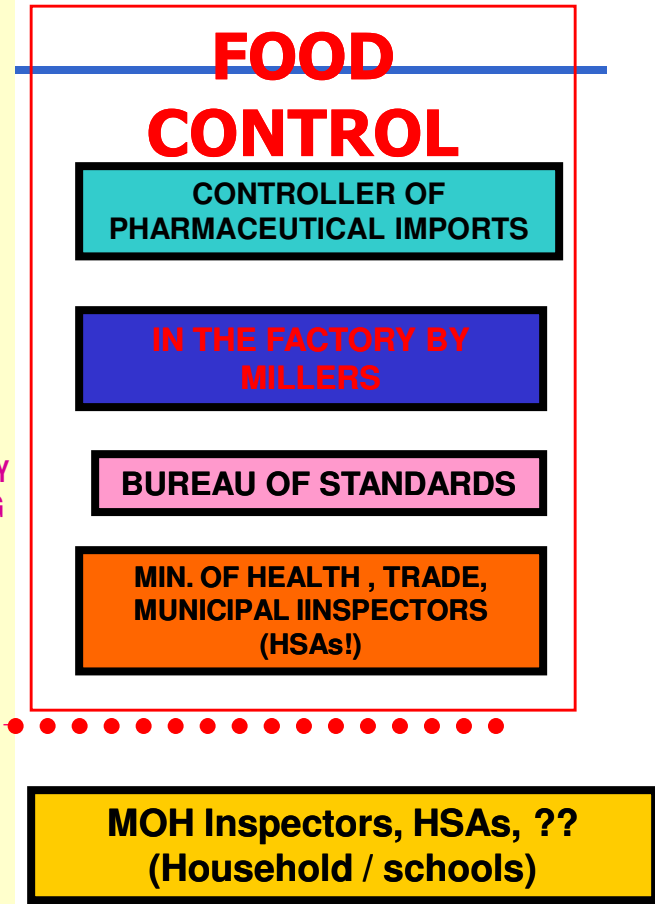 FOOD
CONTROL
CONTROLLER OF
PHARMACEUTICAL IMPORTS
IN THE FACTORY BY
MILLERS
Y
G
BUREAU OF STANDARDS
MIN. OF HEALTH , TRADE,
MUNICIPAL IINSPECTORS
(HSAs!)
MOH Inspectors, HSAs, ??
(Household / schools)